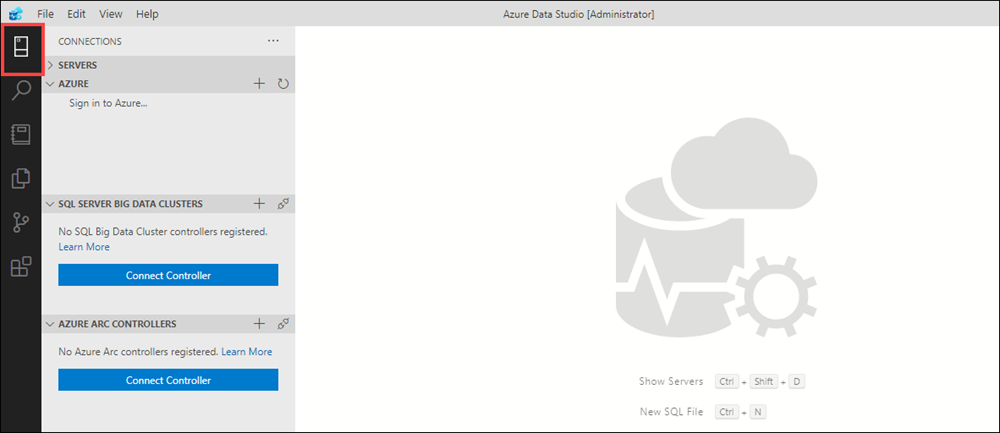 File Edit View Help
Azure Data Studio [Administrator]
CONNECTIONS
SERVERS
AZURE
Sign in to Azure...
SQL SERVER BIG DATA CLUSTERS
No SQL Big Data Cluster controllers registered.
Learn More
Connect Controller
AZURE ARC CONTROLLERS
No Azure Arc controllers registered. Learn More
Connect Controller
Show Servers Ctrl + Shift + D
New SQL File Ctrl + N